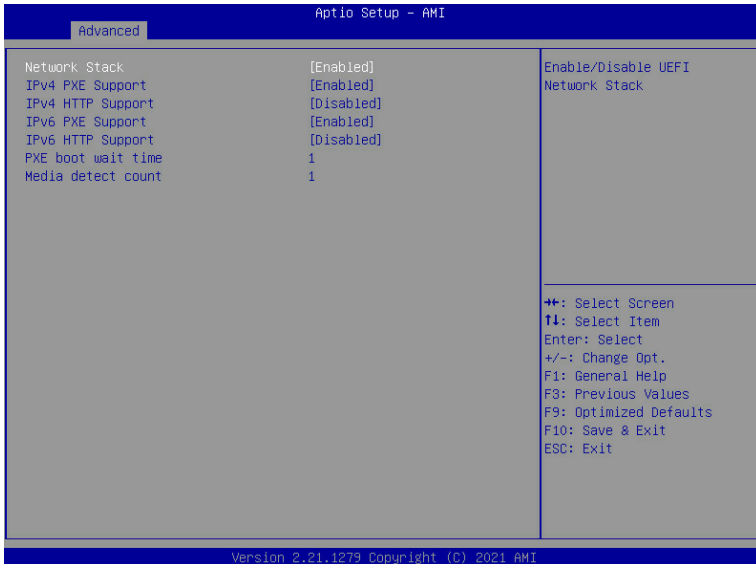 Aptio Setup - AMI
Advanced
Network Stack [Enabled]
IPv4 PXE Support [Enabled]
IPv4 HTTP Support [Disabled]
IPv6 PXE Support [Enabled]
IPv6 HTTP Support [Disabled]
PXE boot wait time 1
Media detect count 1
Enable/Disable UEFI
Network Stack
→←: Select Screen
↑↓: Select Item
Enter: Select
+/-: Change Opt.
F1: General Help
F3: Previous Values
F9: Optimized Defaults
F10: Save & Exit
ESC: Exit
Version 2.21.1279 Copyright (C) 2021 AMI